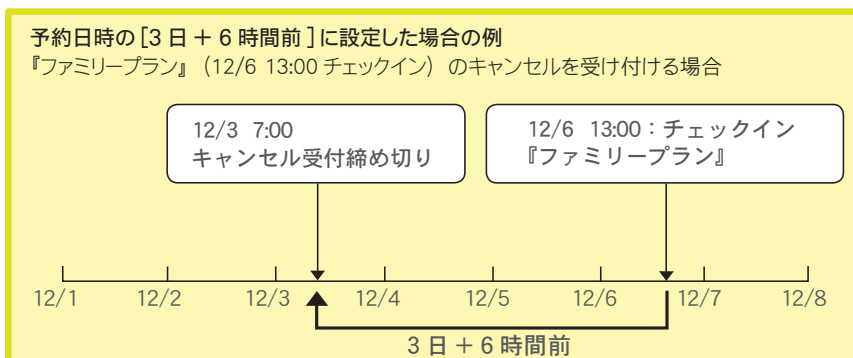 予約日時の［3 日 + 6 時間前］に設定した場合の例
『ファミリープラン』（12/6 13:00 チェックイン）のキャンセルを受け付ける場合
12/3 7:00
キャンセル受付締め切り
12/6 13:00：チェックイン
『ファミリープラン』
12/1 12/2 12/3 12/4 12/5 12/6 12/7 12/8
3 日 + 6 時間前